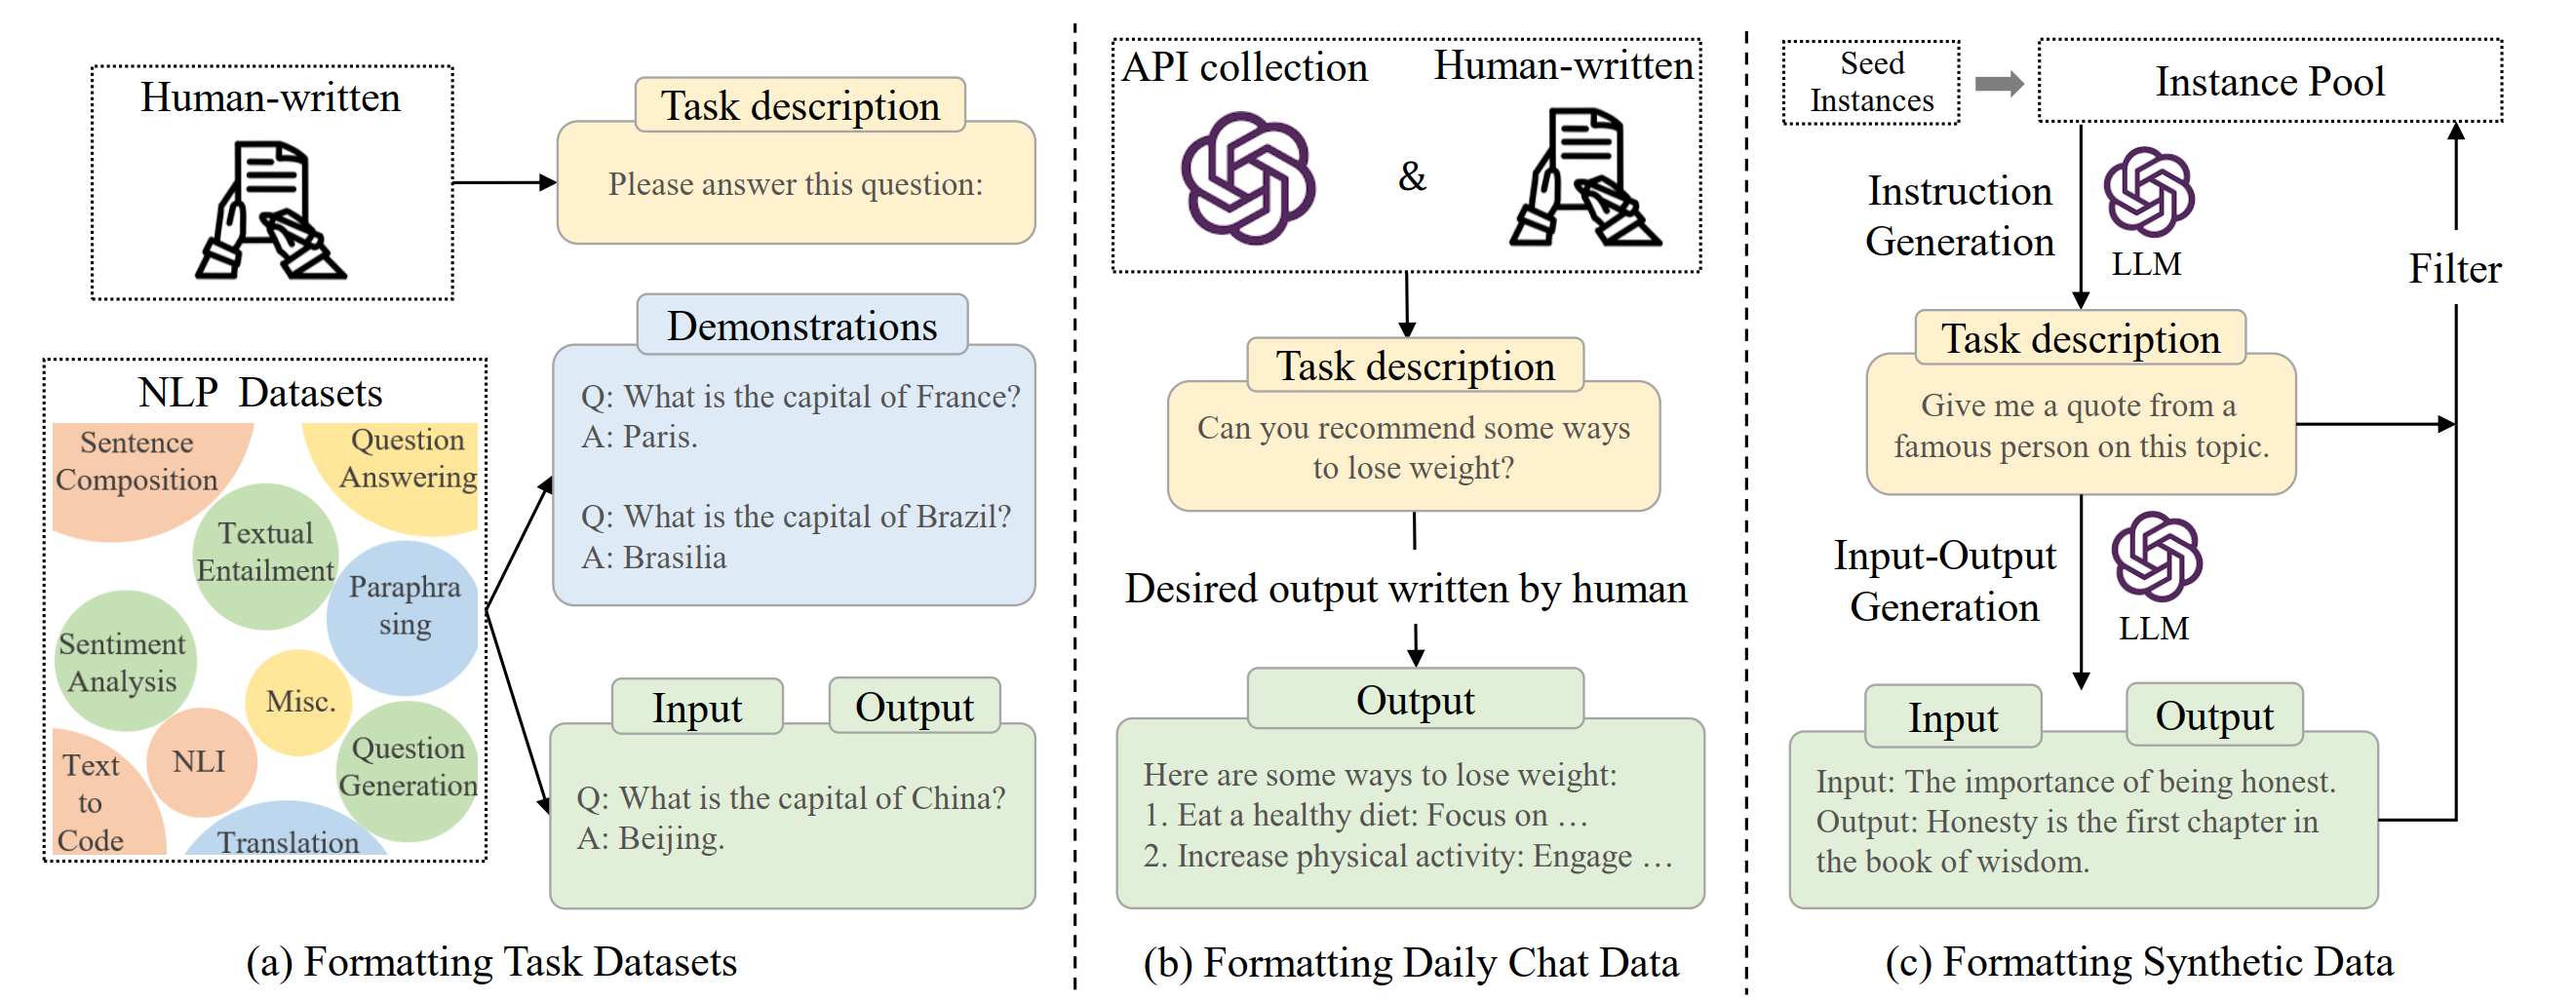 Human-written
Task description
Please answer this question:
Demonstrations
Q: What is the capital of France?
A: Paris.
Q: What is the capital of Brazil?
A: Brasilia
NLP Datasets
Sentence
Composition
Question
Answering
Textual
Entailment
Paraphra
sing
Sentiment
Analysis
Misc.
NLI
Question
Generation
Text
to
Code
Translation
Input
Output
Q: What is the capital of China?
A: Beijing.
(a) Formatting Task Datasets
API collection
Human-written
&
Task description
Can you recommend some ways
to lose weight?
Desired output written by human
Output
Here are some ways to lose weight:
1. Eat a healthy diet: Focus on …
2. Increase physical activity: Engage …
(b) Formatting Daily Chat Data
Seed
Instances
Instance Pool
Instruction
Generation
LLM
Filter
Task description
Give me a quote from a
famous person on this topic.
Input-Output
Generation
LLM
Input
Output
Input: The importance of being honest.
Output: Honesty is the first chapter in
the book of wisdom.
(c) Formatting Synthetic Data